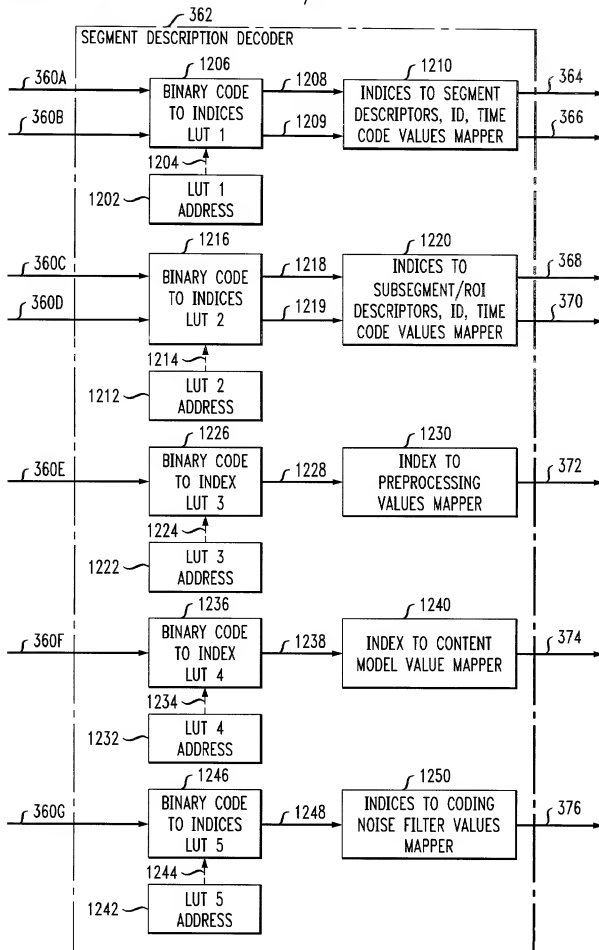 362
SEGMENT DESCRIPTION DECODER
360A
1206
BINARY CODE
TO INDICES
LUT 1
1208
1210
INDICES TO SEGMENT
DESCRIPTORS, ID, TIME
CODE VALUES MAPPER
364
360B
1209
366
1204
1202
LUT 1
ADDRESS
360C
1216
BINARY CODE
TO INDICES
LUT 2
1218
1220
INDICES TO
SUBSEGMENT/ROI
DESCRIPTORS, ID, TIME
CODE VALUES MAPPER
368
360D
1219
370
1214
1212
LUT 2
ADDRESS
360E
1226
BINARY CODE
TO INDEX
LUT 3
1228
1230
INDEX TO
PREPROCESSING
VALUES MAPPER
372
1224
1222
LUT 3
ADDRESS
360F
1236
BINARY CODE
TO INDEX
LUT 4
1238
1240
INDEX TO CONTENT
MODEL VALUE MAPPER
374
1234
1232
LUT 4
ADDRESS
360G
1246
BINARY CODE
TO INDICES
LUT 5
1248
1250
INDICES TO CODING
NOISE FILTER VALUES
MAPPER
376
1244
1242
LUT 5
ADDRESS